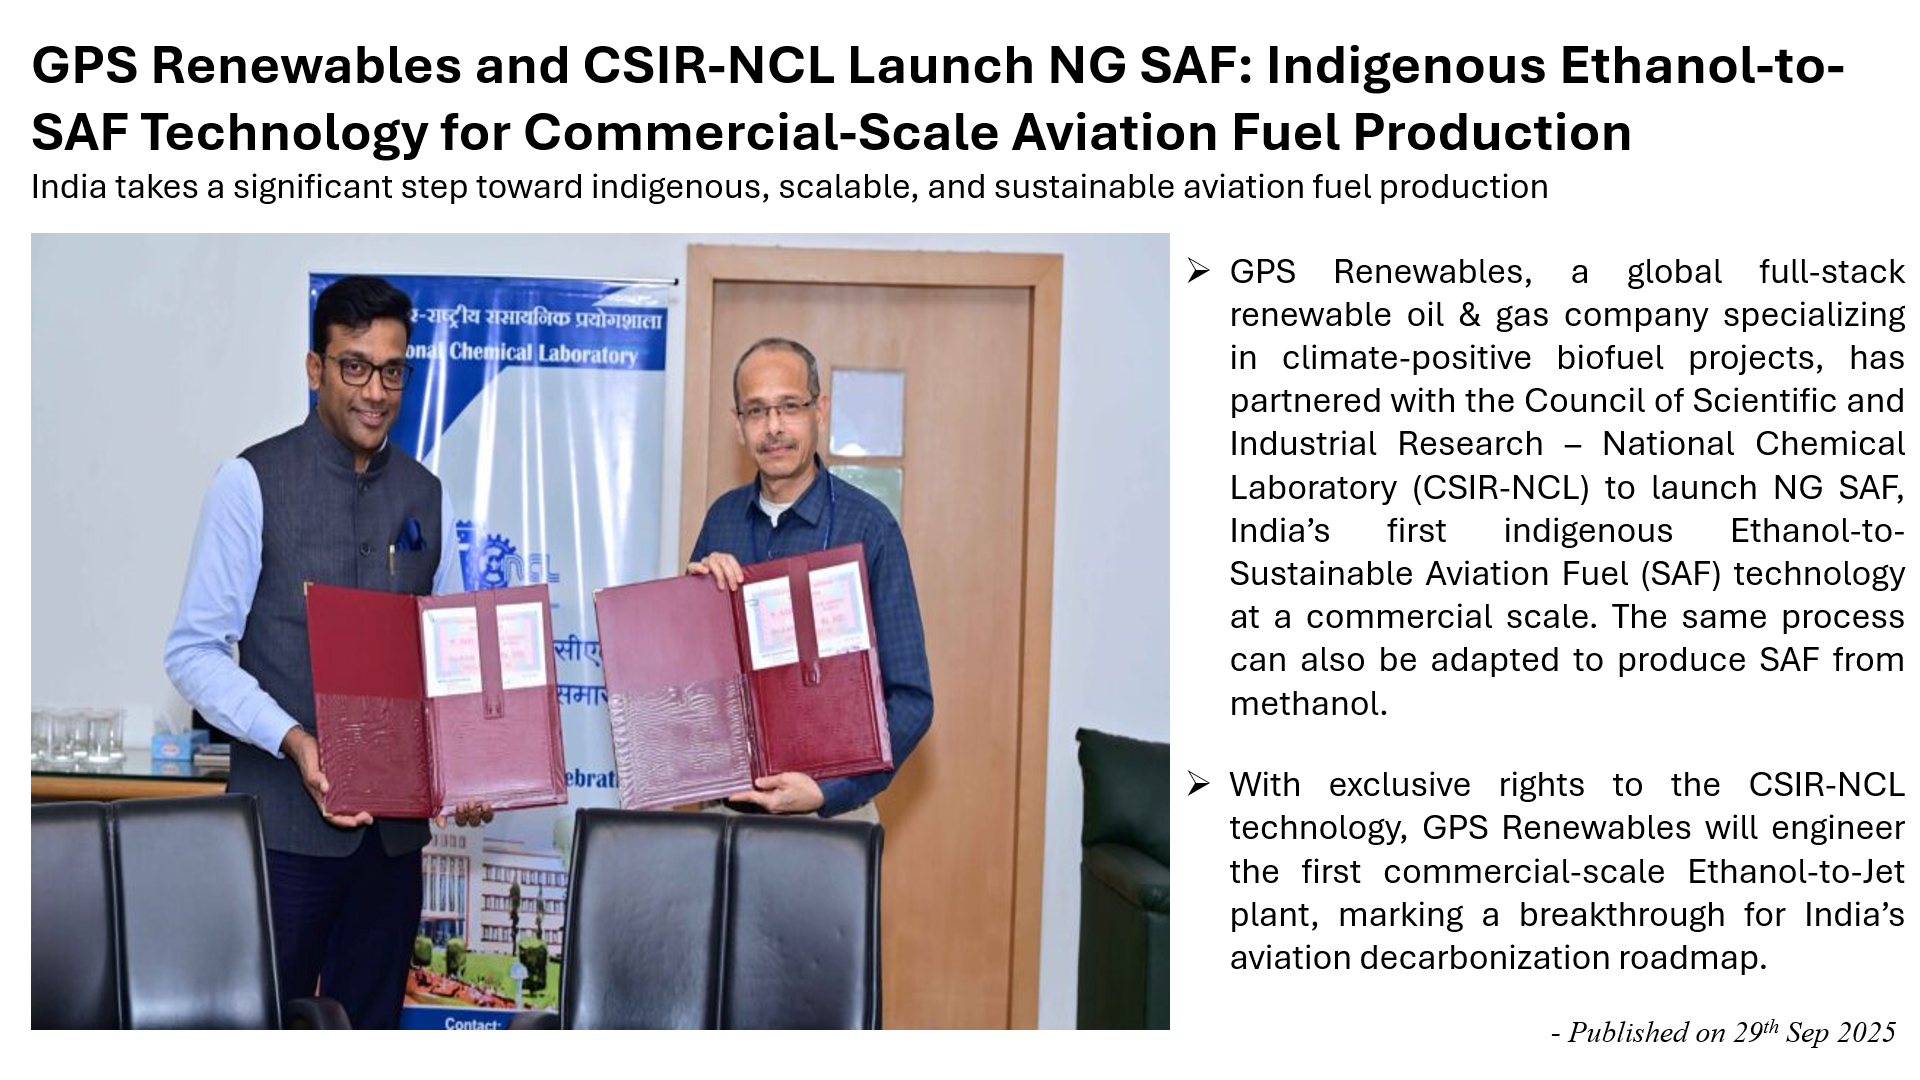 GPS Renewables and CSIR-NCL Launch NG SAF: Indigenous Ethanol-to-
SAF Technology for Commercial-Scale Aviation Fuel Production
India takes a significant step toward indigenous, scalable, and sustainable aviation fuel production
र-राष्ट्रीय रासायनिक प्रयोगशाला
onal Chemical Laboratory
ncl
सीए
समा
ebrat
Contact:
➢ GPS Renewables, a global full-stack
renewable oil & gas company specializing
in climate-positive biofuel projects, has
partnered with the Council of Scientific and
Industrial Research – National Chemical
Laboratory (CSIR-NCL) to launch NG SAF,
India’s first indigenous Ethanol-to-
Sustainable Aviation Fuel (SAF) technology
at a commercial scale. The same process
can also be adapted to produce SAF from
methanol.
➢ With exclusive rights to the CSIR-NCL
technology, GPS Renewables will engineer
the first commercial-scale Ethanol-to-Jet
plant, marking a breakthrough for India’s
aviation decarbonization roadmap.
- Published on 29th Sep 2025